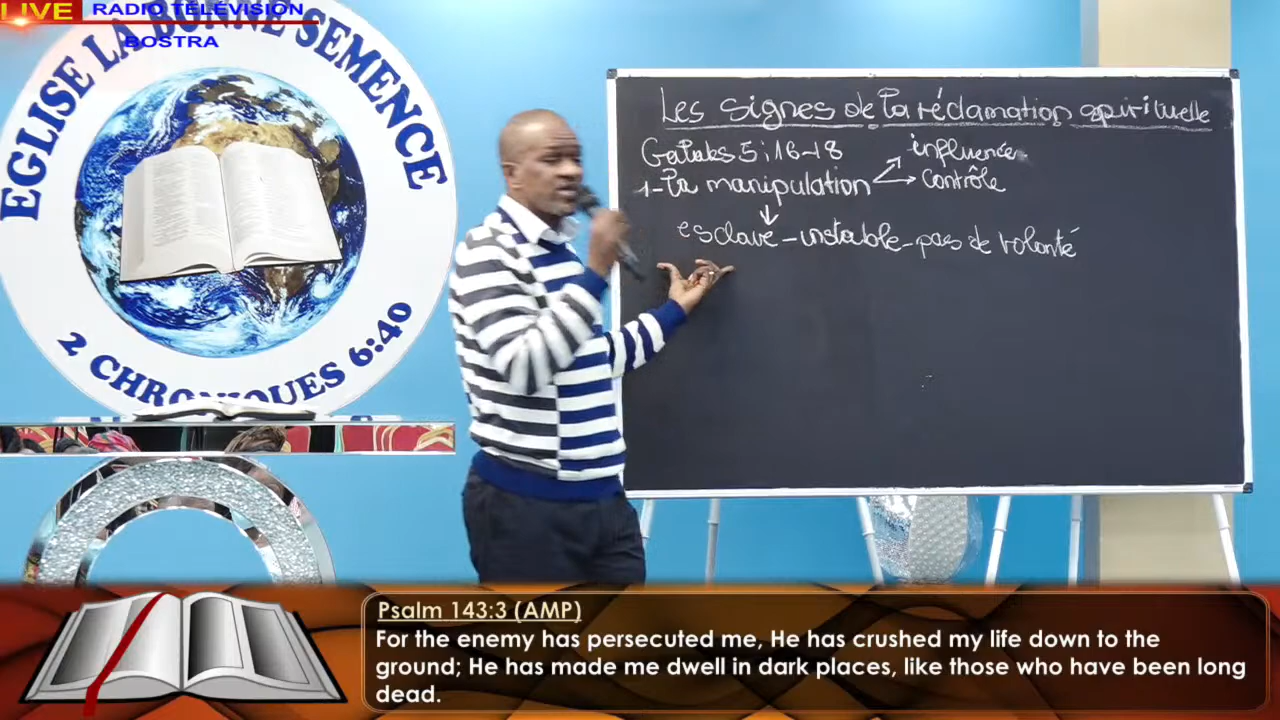 LIVE RADIO TÉLÉVISION
BOSTRA
EGLISE LA BONNE SEMENCE
2 CHRONIQUES 6:40
Les signes de la réclamation spirituelle
Galates 5:16-18
influence
1- la manipulation
Contrôle
esclave - instable - pas de volonté
Psalm 143:3 (AMP)
For the enemy has persecuted me, He has crushed my life down to the
ground; He has made me dwell in dark places, like those who have been long
dead.